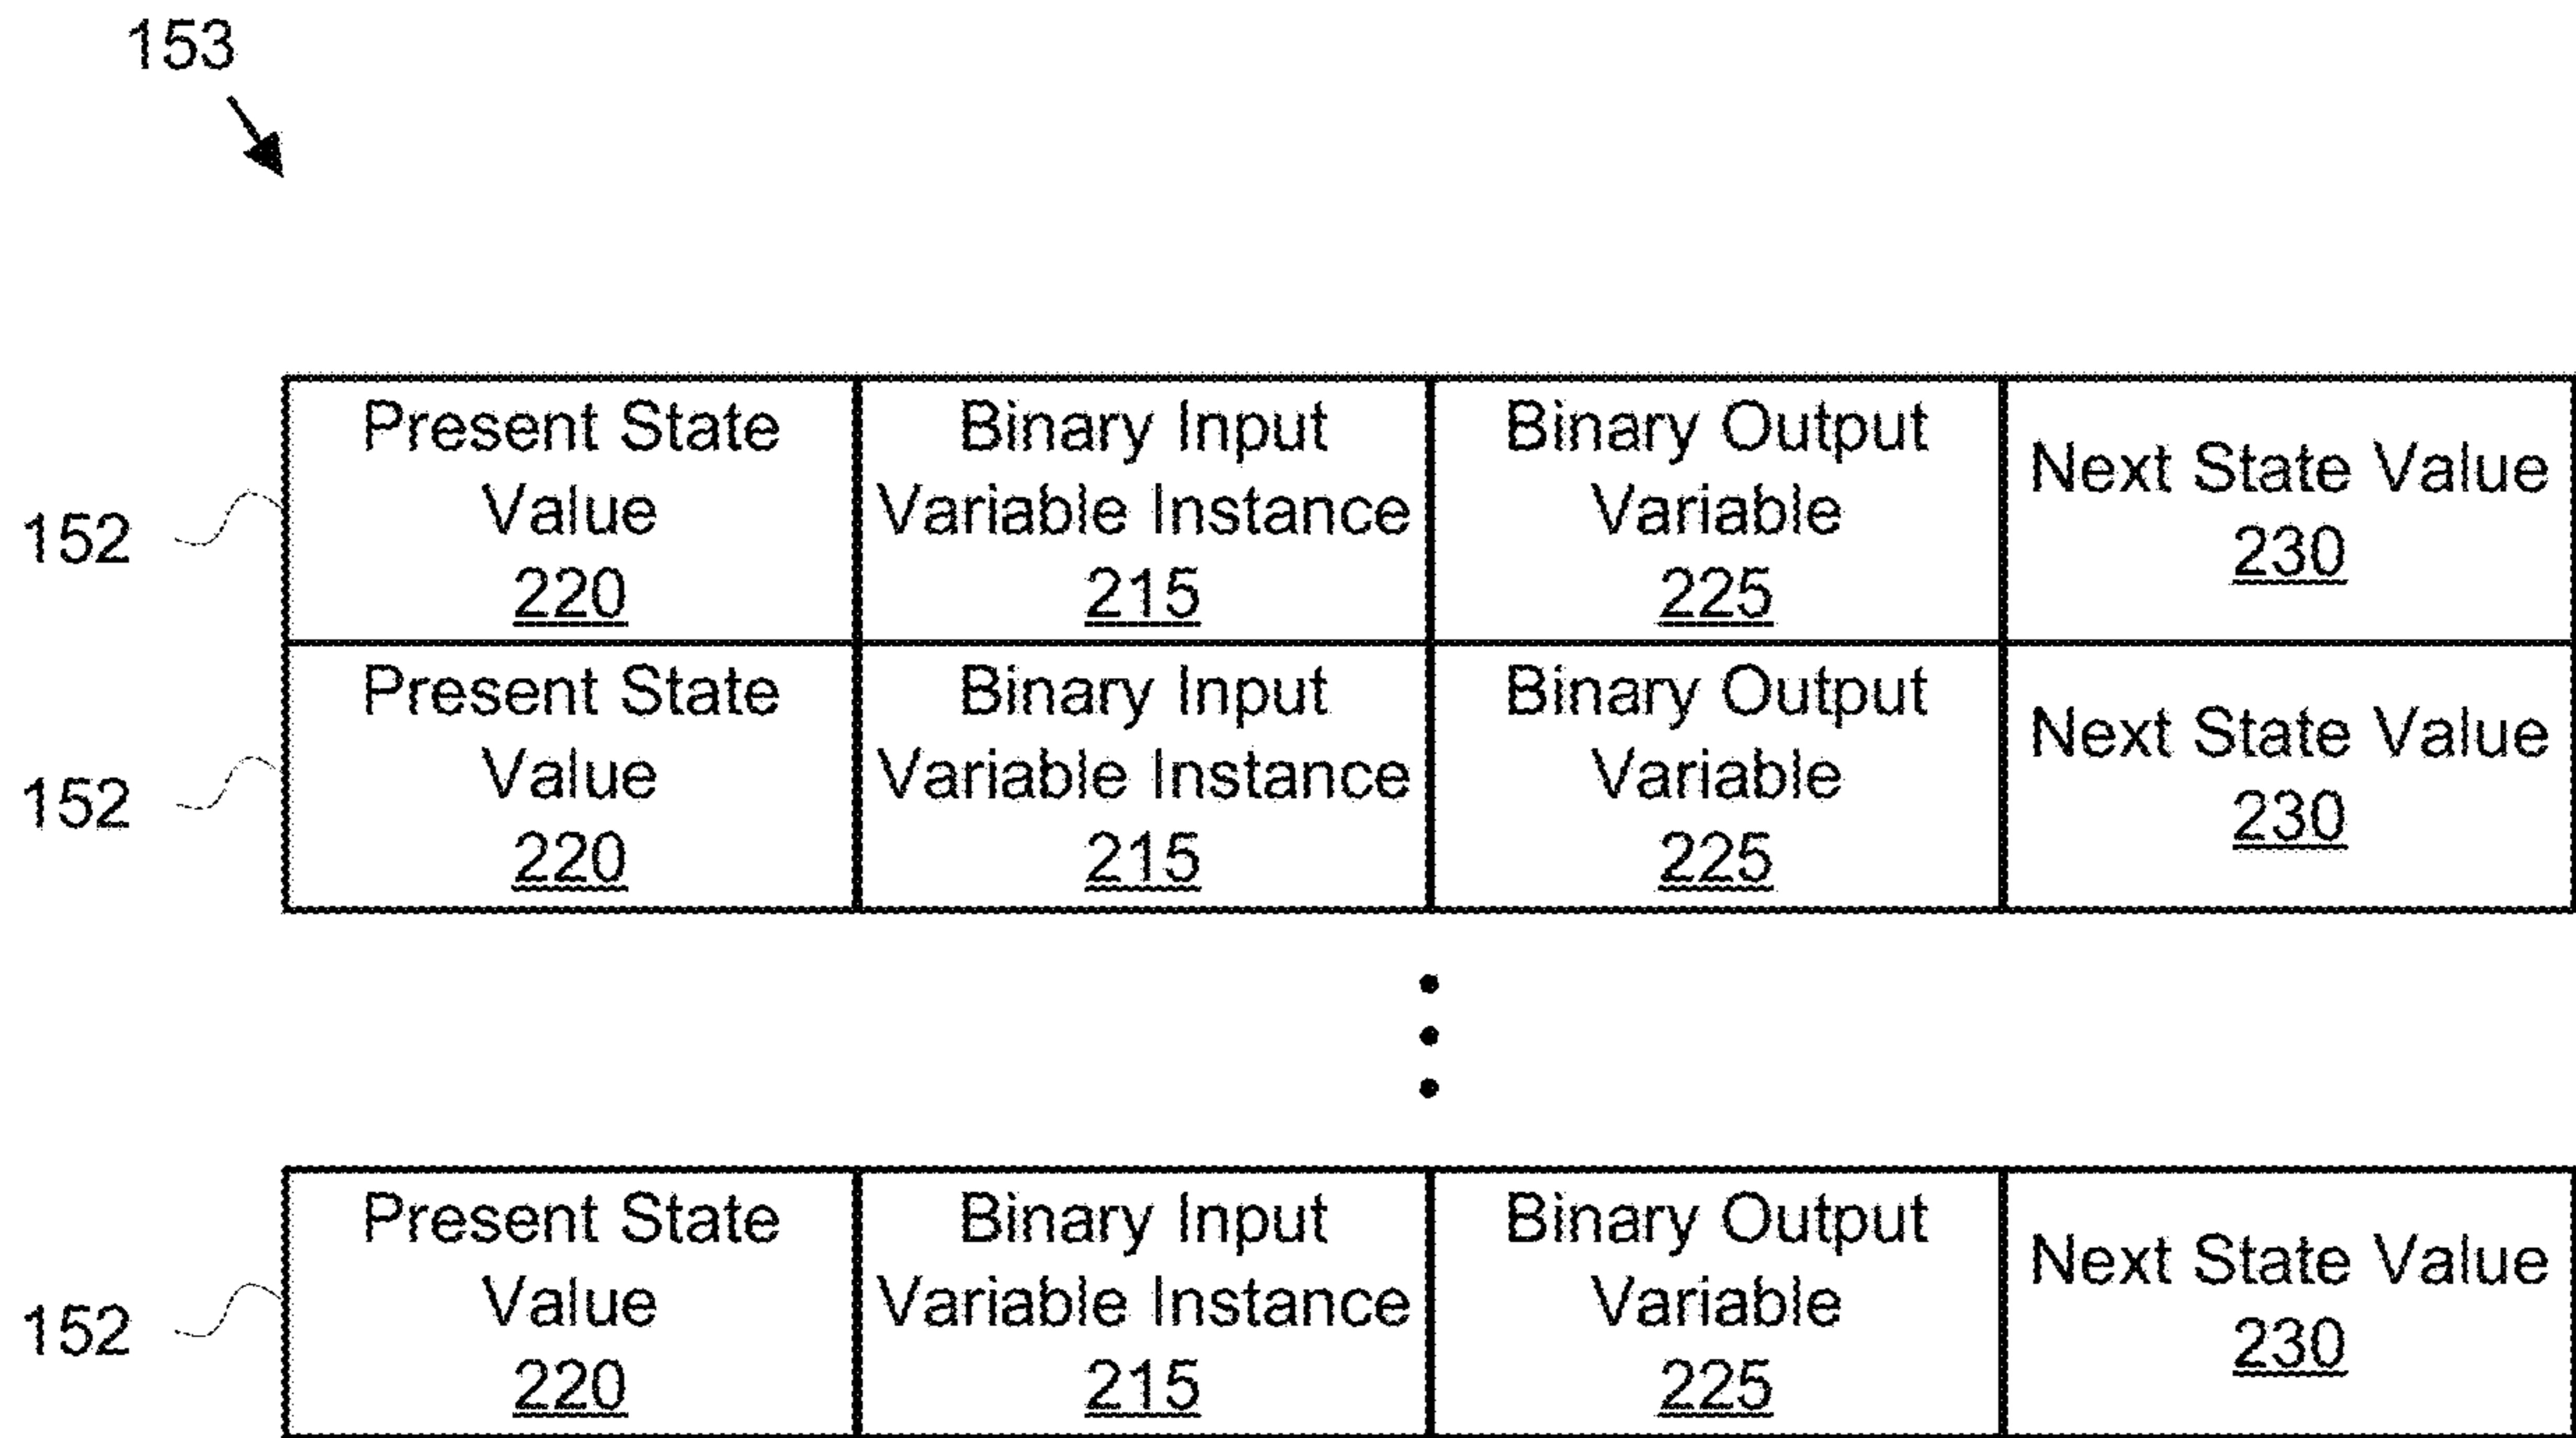 153
152
Present State
Value
220
Binary Input
Variable Instance
215
Binary Output
Variable
225
Next State Value
230
152
Present State
Value
220
Binary Input
Variable Instance
215
Binary Output
Variable
225
Next State Value
230
152
Present State
Value
220
Binary Input
Variable Instance
215
Binary Output
Variable
225
Next State Value
230